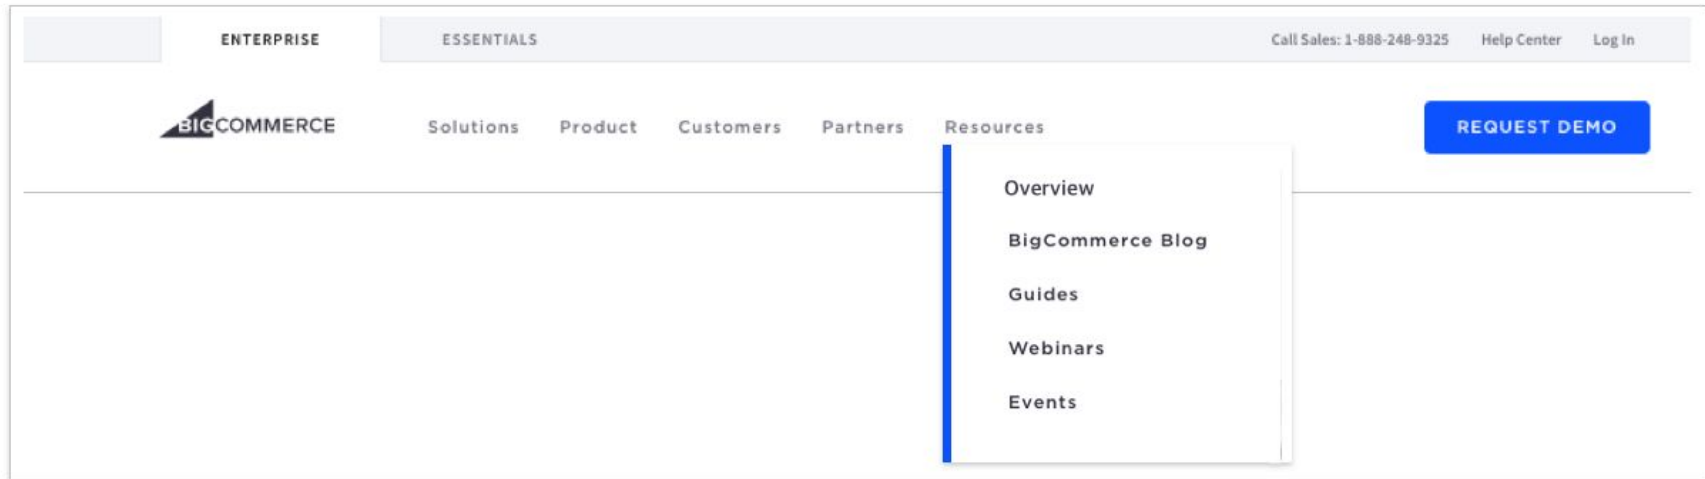 ENTERPRISE ESSENTIALS Call Sales: 1-888-248-9325 Help Center Log In
BIGCOMMERCE Solutions Product Customers Partners Resources REQUEST DEMO
Overview
BigCommerce Blog
Guides
Webinars
Events